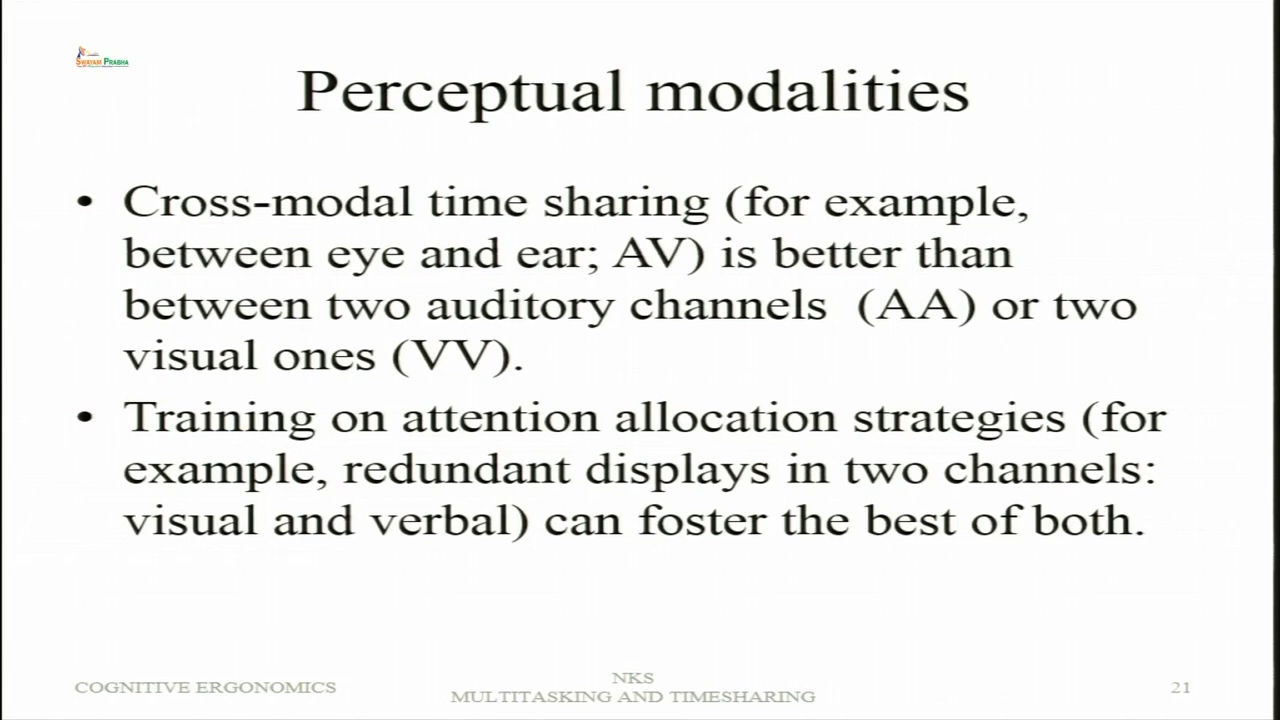 SWAYAM PRABHA
Perceptual modalities
• Cross-modal time sharing (for example,
between eye and ear; AV) is better than
between two auditory channels (AA) or two
visual ones (VV).
• Training on attention allocation strategies (for
example, redundant displays in two channels:
visual and verbal) can foster the best of both.
COGNITIVE ERGONOMICS
NKS
MULTITASKING AND TIMESHARING
21